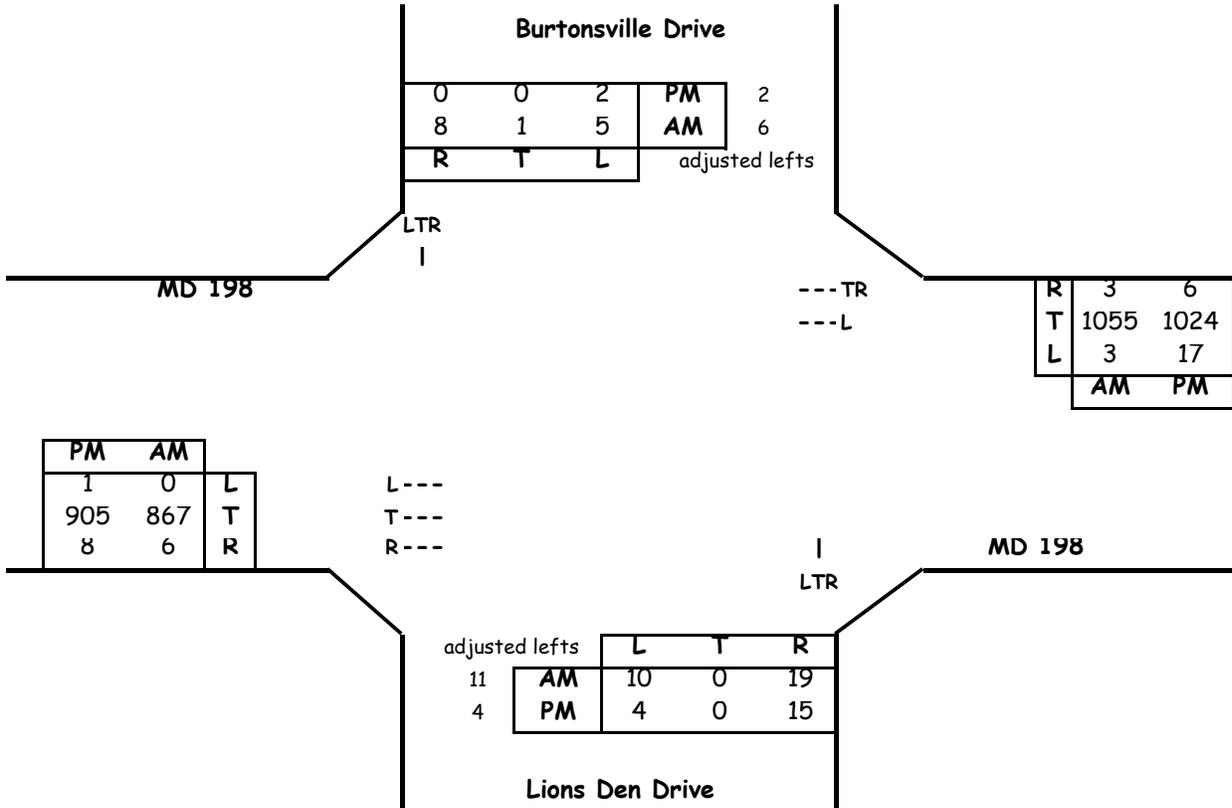 Burtonsville Drive
0 0 2 PM 2
8 1 5 AM 6
R T L adjusted lefts
LTR
|
MD 198
--- TR
--- L
R 3 6
T 1055 1024
L 3 17
AM PM
PM AM
1 0 L
905 867 T
8 6 R
L ---
T ---
R ---
|
LTR
MD 198
adjusted lefts L T R
11 AM 10 0 19
4 PM 4 0 15
Lions Den Drive